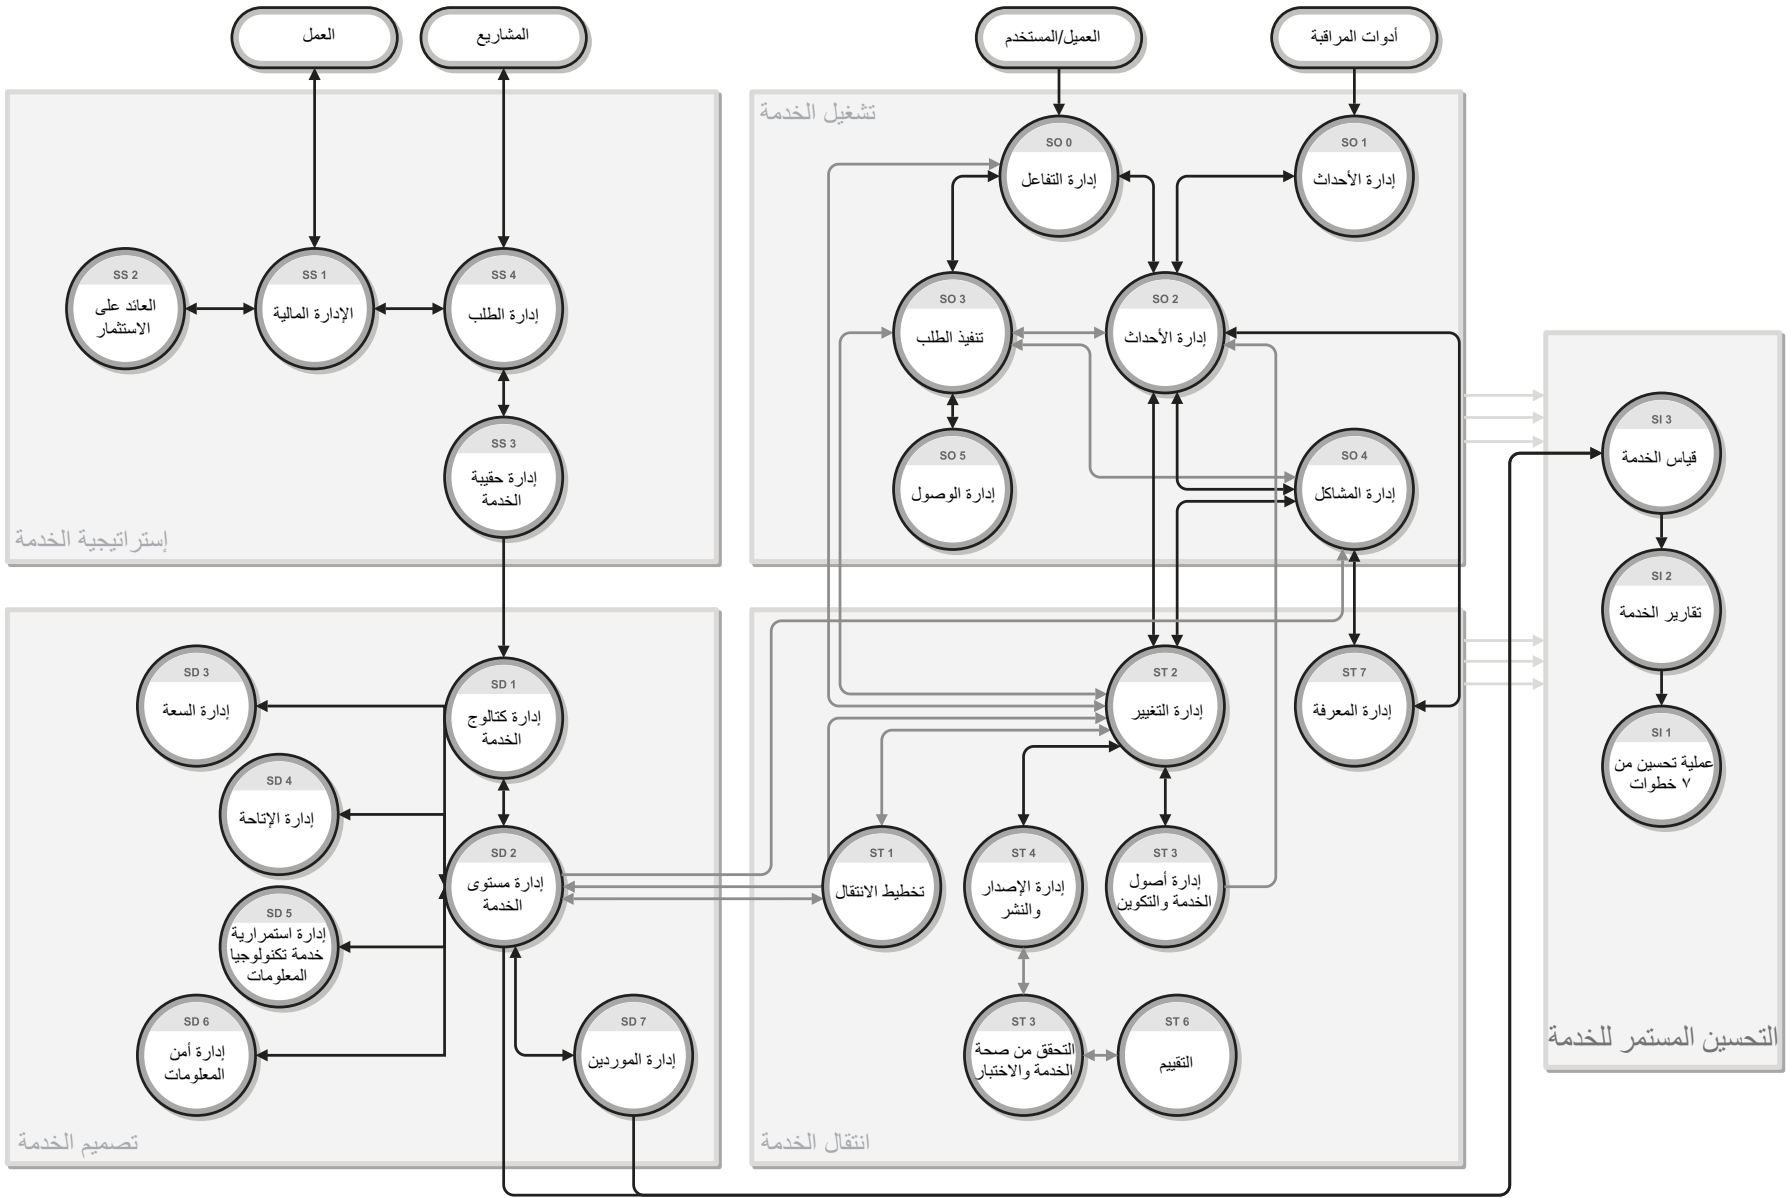 العمل
المشاريع
العميل/المستخدم
أدوات المراقبة
تشغيل الخدمة
SO 0
إدارة التفاعل
SO 1
إدارة الأحداث
SS 2
العائد على
الاستثمار
SS 1
الإدارة المالية
SS 4
إدارة الطلب
SO 3
تنفيذ الطلب
SO 2
إدارة الأحداث
SS 3
إدارة حقيبة
الخدمة
SO 5
إدارة الوصول
SO 4
إدارة المشاكل
إستراتيجية الخدمة
SI 3
قياس الخدمة
SI 2
تقارير الخدمة
SI 1
عملية تحسين من
٧ خطوات
التحسين المستمر للخدمة
SD 3
إدارة السعة
SD 1
إدارة كتالوج
الخدمة
SD 4
إدارة الإتاحة
SD 2
إدارة مستوى
الخدمة
SD 5
إدارة استمرارية
خدمة تكنولوجيا
المعلومات
SD 6
إدارة أمن
المعلومات
SD 7
إدارة الموردين
تصميم الخدمة
ST 2
إدارة التغيير
ST 7
إدارة المعرفة
ST 1
تخطيط الانتقال
ST 4
إدارة الإصدار
والنشر
ST 3
إدارة أصول
الخدمة والتكوين
ST 3
التحقق من صحة
الخدمة والاختبار
ST 6
التقييم
انتقال الخدمة